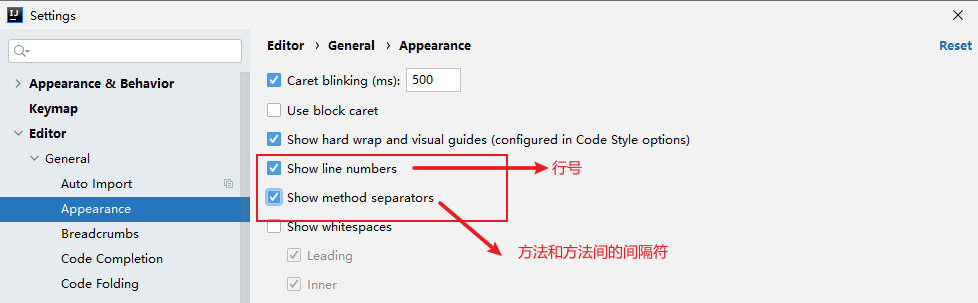 Settings
Editor › General › Appearance
Reset
Appearance & Behavior
Keymap
Editor
General
Auto Import
Appearance
Breadcrumbs
Code Completion
Code Folding
Caret blinking (ms): 500
Use block caret
Show hard wrap and visual guides (configured in Code Style options)
Show line numbers
行号
Show method separators
方法和方法间的间隔符
Show whitespaces
Leading
Inner